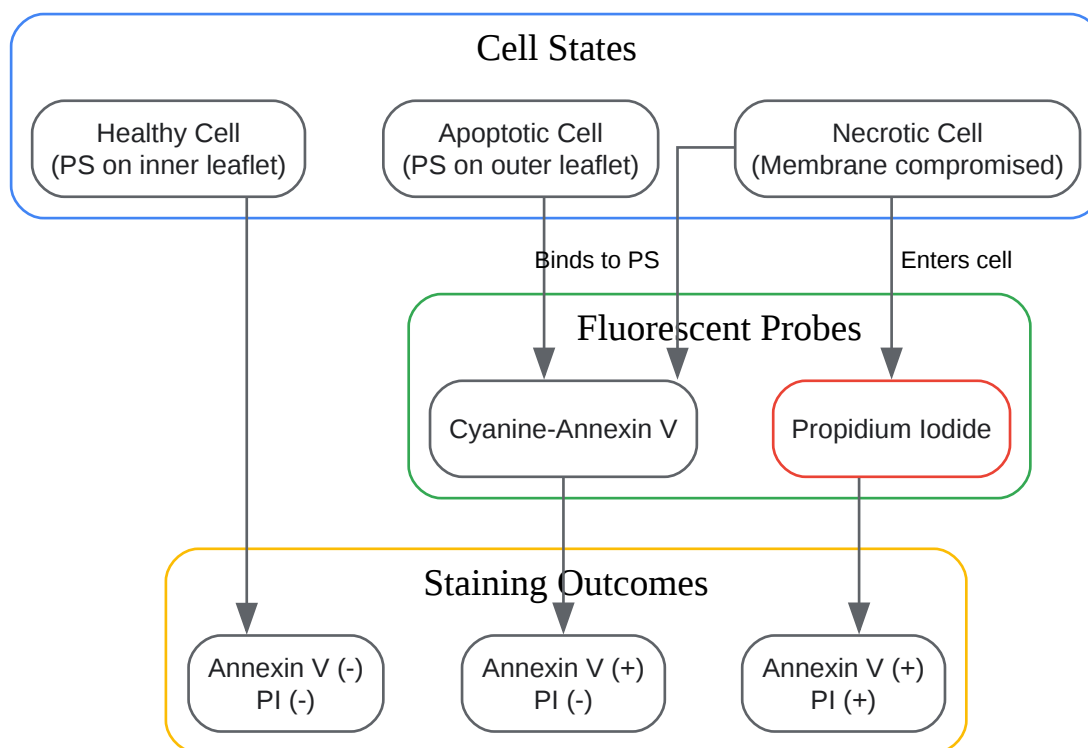 Cell States
Healthy Cell
(PS on inner leaflet)
Apoptotic Cell
(PS on outer leaflet)
Necrotic Cell
(Membrane compromised)
Binds to PS
Enters cell
Fluorescent Probes
Cyanine-Annexin V
Propidium Iodide
Staining Outcomes
Annexin V (-)
PI (-)
Annexin V (+)
PI (-)
Annexin V (+)
PI (+)